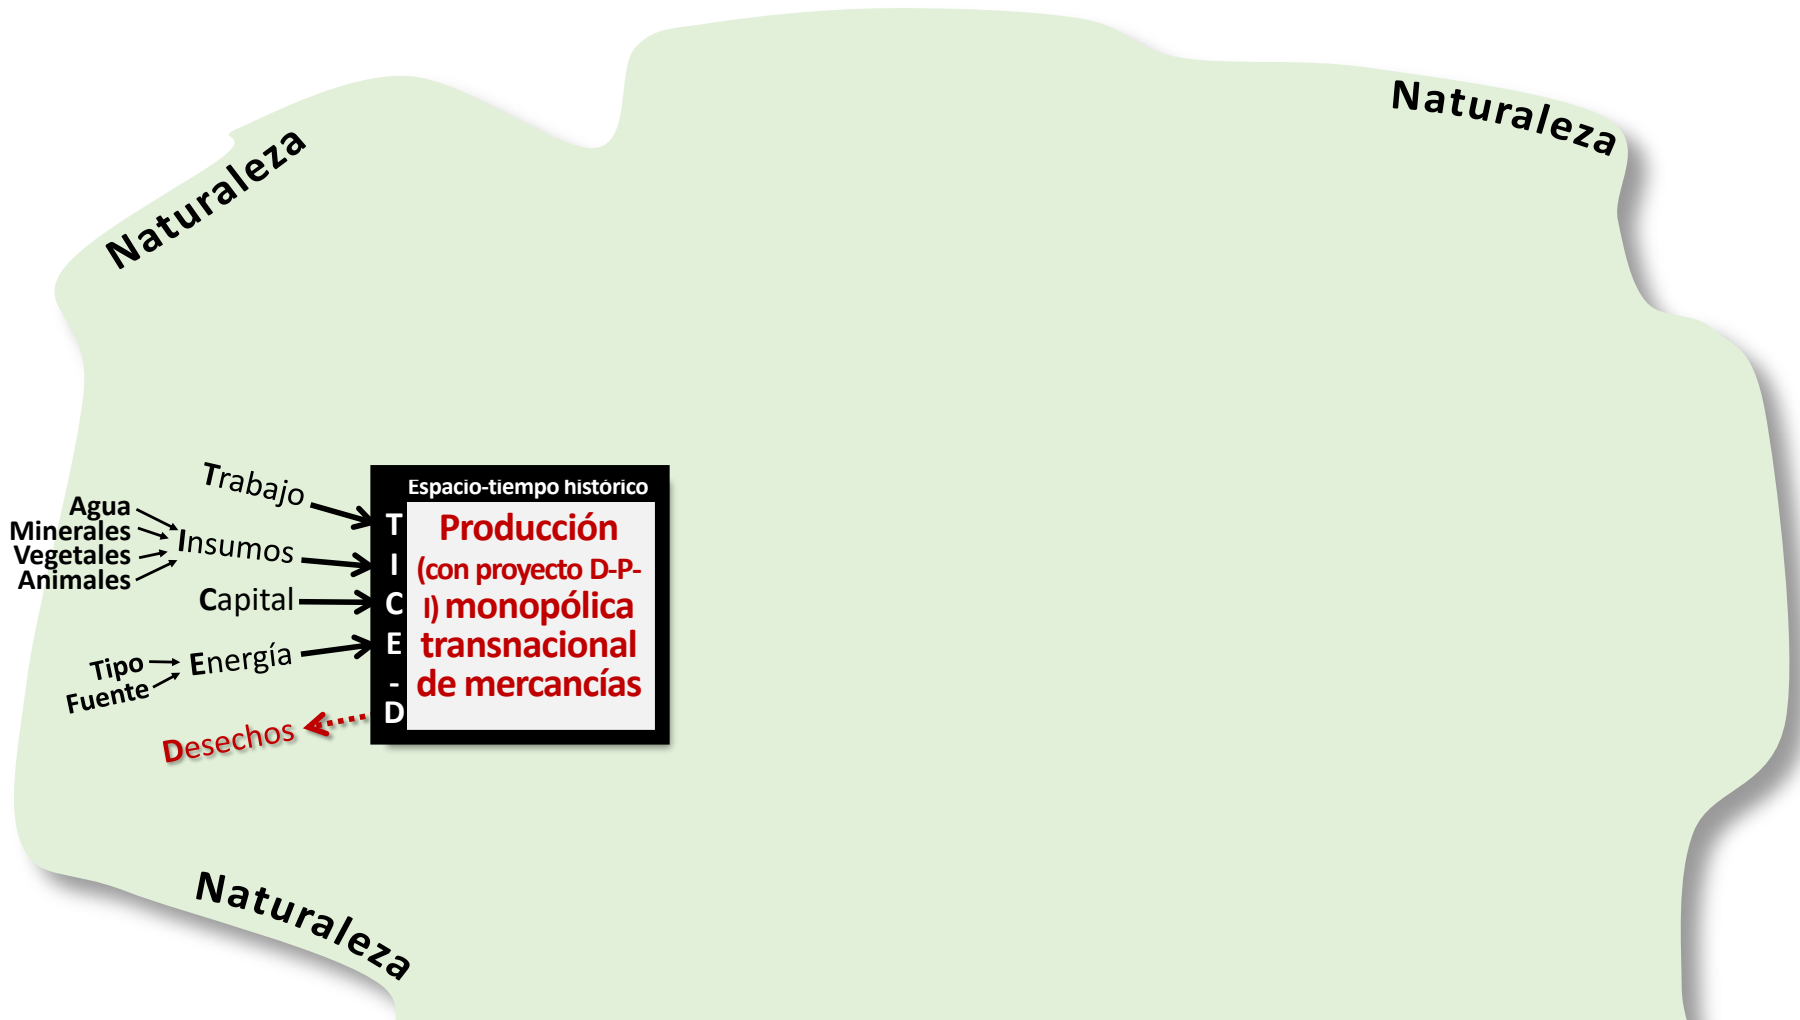 Naturaleza
Naturaleza
Trabajo
Agua
Minerales
Vegetales
Animales
Insumos
Capital
Tipo
Fuente
Energía
Desechos
T
I
C
E
-
D
Espacio-tiempo histórico
Producción
(con proyecto D-P-
I) monopólica
transnacional
de mercancías
Naturaleza